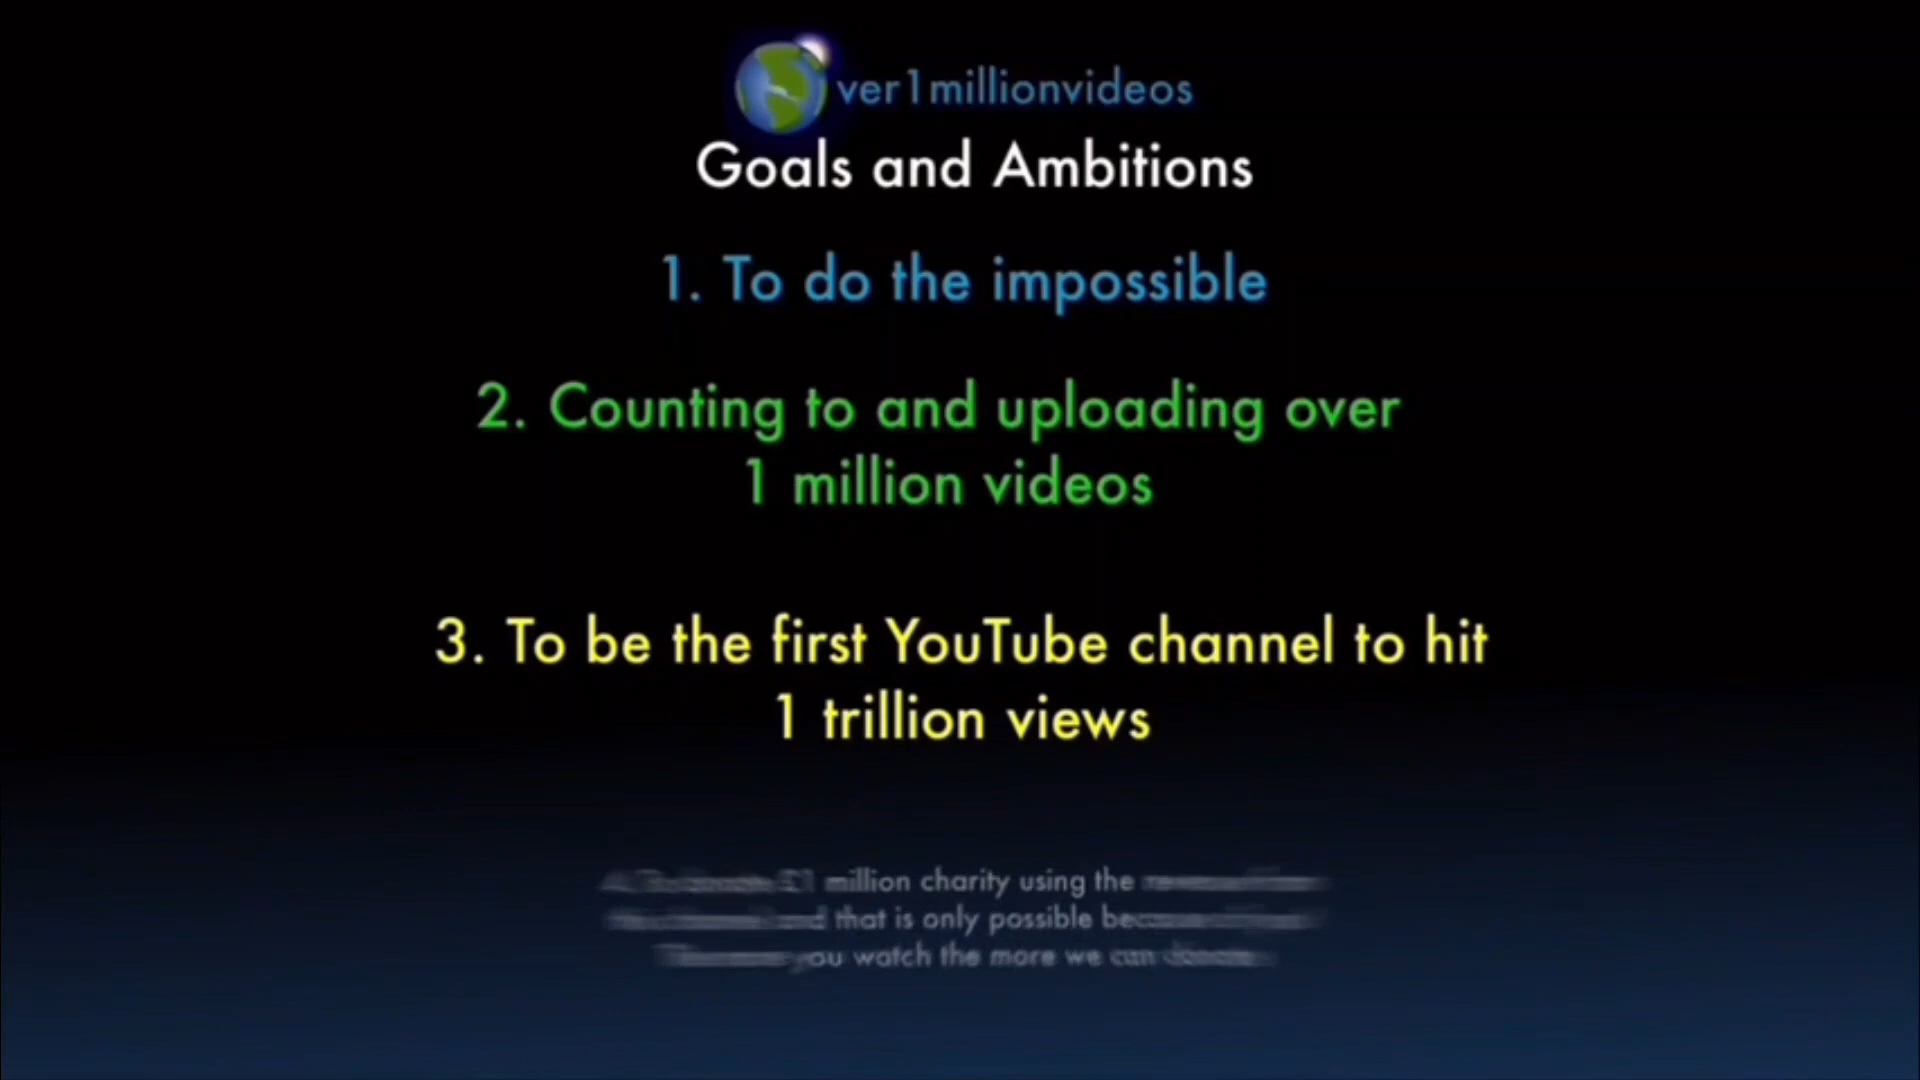 ver1millionvideos
Goals and Ambitions
1. To do the impossible
2. Counting to and uploading over
1 million videos
3. To be the first YouTube channel to hit
1 trillion views
million charity using the
that is only possible
you watch the more we can